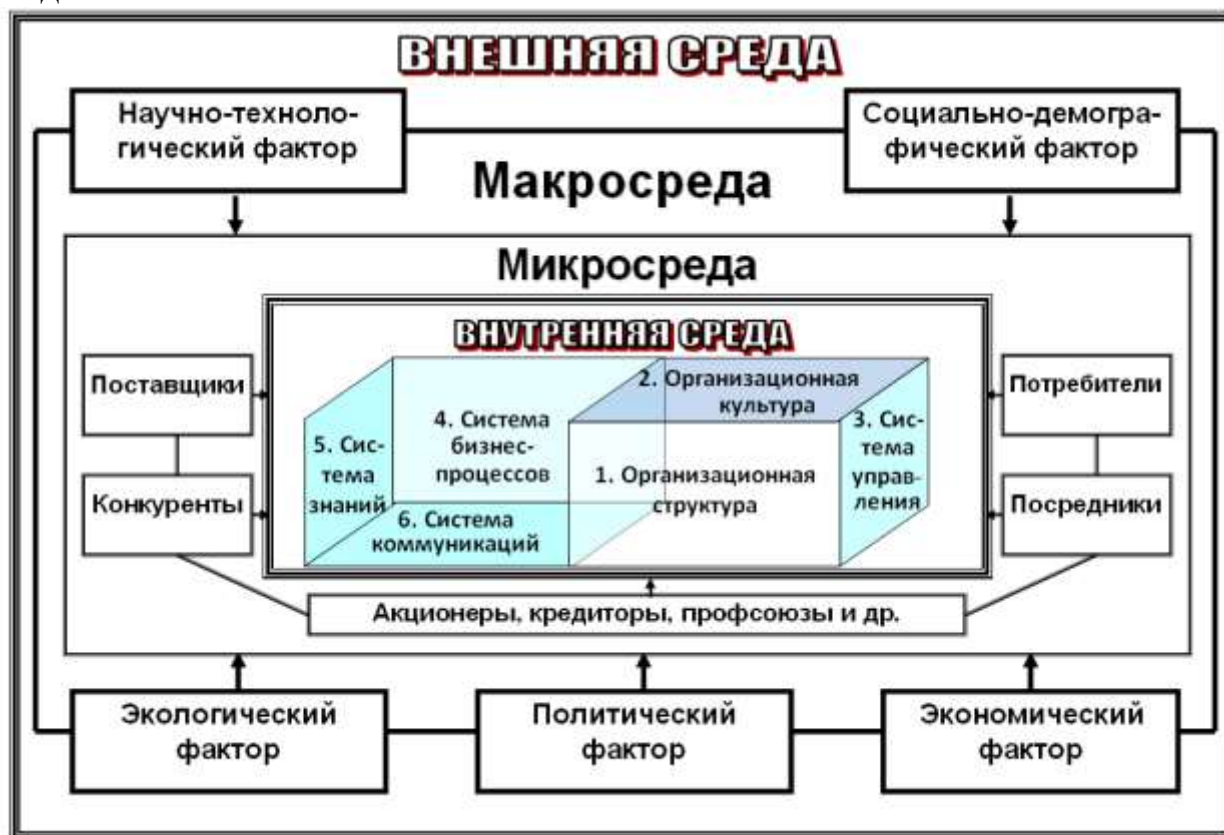 ВНЕШНЯЯ СРЕДА
Научно-техноло-
гический фактор
Социально-демогра-
фический фактор
Макросреда
Микросреда
ВНУТРЕННЯЯ СРЕДА
Поставщики
Конкуренты
2. Организационная
культура
4. Система
бизнес-
процессов
5. Сис-
тема
знаний
3. Сис-
тема
управ-
ления
1. Организационная
структура
6. Система
коммуникаций
Потребители
Посредники
Акционеры, кредиторы, профсоюзы и др.
Экологический
фактор
Политический
фактор
Экономический
фактор